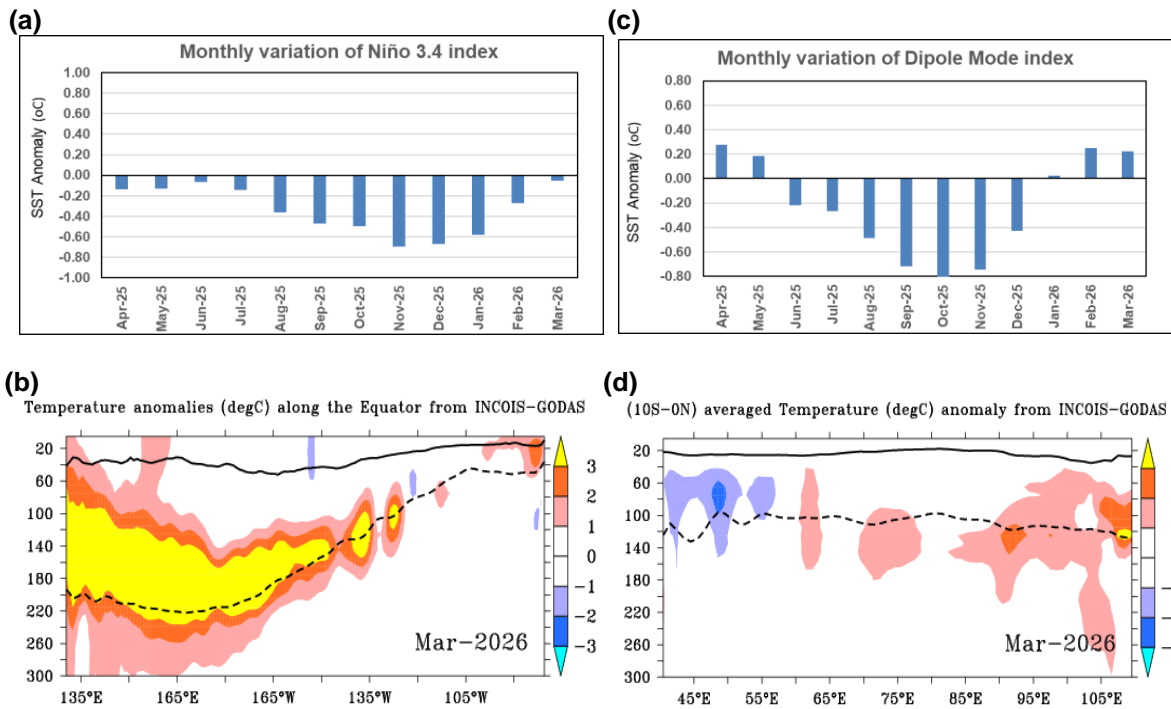 (a)
Monthly variation of Niño 3.4 index
SST Anomaly (oC)
1.00
0.80
0.60
0.40
0.20
0.00
-0.20
-0.40
-0.60
-0.80
-1.00
Apr-25
May-25
Jun-25
Jul-25
Aug-25
Sep-25
Oct-25
Nov-25
Dec-25
Jan-26
Feb-26
Mar-26
(c)
Monthly variation of Dipole Mode index
SST Anomaly (oC)
0.80
0.60
0.40
0.20
0.00
-0.20
-0.40
-0.60
-0.80
Apr-25
May-25
Jun-25
Jul-25
Aug-25
Sep-25
Oct-25
Nov-25
Dec-25
Jan-26
Feb-26
Mar-26
(b)
Temperature anomalies (degC) along the Equator from INCOIS-GODAS
20
60
100
140
180
220
260
300
135°E
165°E
165°W
135°W
105°W
Mar-2026
3
2
1
0
-1
-2
-3
(d)
(10S-0N) averaged Temperature (degC) anomaly from INCOIS-GODAS
20
60
100
140
180
220
260
300
45°E
55°E
65°E
75°E
85°E
95°E
105°E
Mar-2026